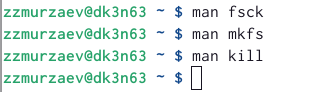 zzmurzaev@dk3n63 ~ $ man fsck
zzmurzaev@dk3n63 ~ $ man mkfs
zzmurzaev@dk3n63 ~ $ man kill
zzmurzaev@dk3n63 ~ $